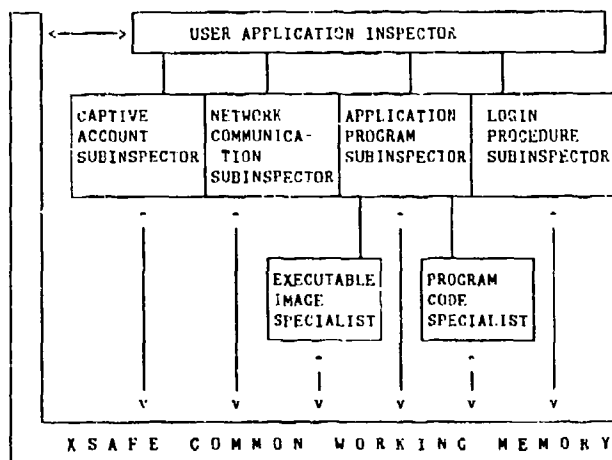 USER APPLICATION INSPECTOR
CAPTIVE
ACCOUNT
SUBINSPECTOR
NETWORK
COMMUNICA-
TION
SUBINSPECTOR
APPLICATION
PROGRAM
SUBINSPECTOR
LOGIN
PROCEDURE
SUBINSPECTOR
EXECUTABLE
IMAGE
SPECIALIST
PROGRAM
CODE
SPECIALIST
XSAFE COMMON WORKING MEMORY